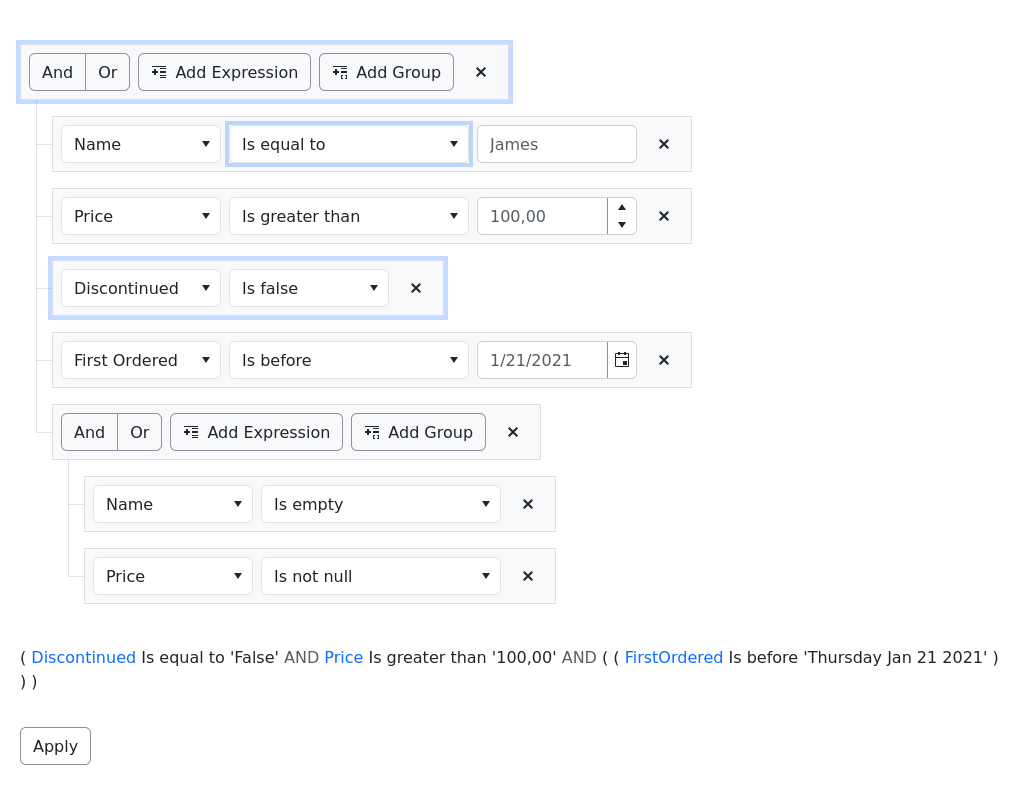 And Or Add Expression Add Group
Name Is equal to James
Price Is greater than 100,00
Discontinued Is false
First Ordered Is before 1/21/2021
And Or Add Expression Add Group
Name Is empty
Price Is not null
( Discontinued Is equal to 'False' AND Price Is greater than '100,00' AND ( ( FirstOrdered Is before 'Thursday Jan 21 2021' )
) )
Apply